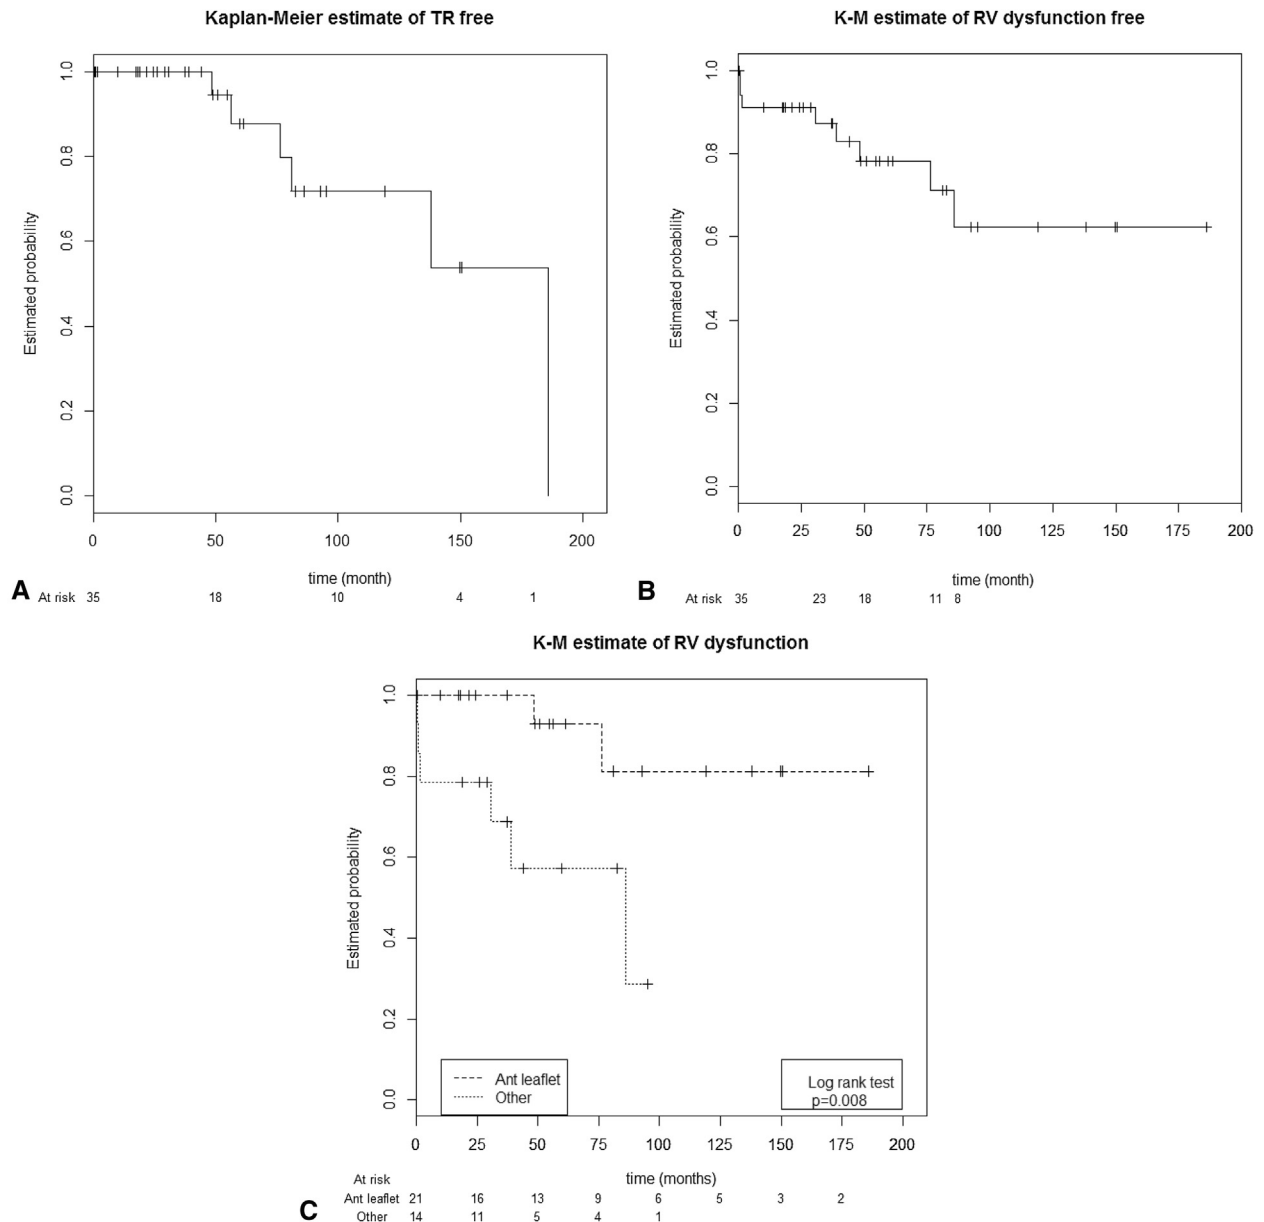 Kaplan-Meier estimate of TR free
Estimated probability
1.0
0.8
0.6
0.4
0.2
0.0
0 50 100 150 200
time (month)
A At risk 35 18 10 4 1
K-M estimate of RV dysfunction free
Estimated probability
1.0
0.8
0.6
0.4
0.2
0.0
0 25 50 75 100 125 150 175 200
time (month)
B At risk 35 23 18 11 8
K-M estimate of RV dysfunction
Estimated probability
1.0
0.8
0.6
0.4
0.2
0.0
Ant leaflet
Other
Log rank test
p=0.008
0 25 50 75 100 125 150 175 200
time (months)
At risk
Ant leaflet 21 16 13 9 6 5 3 2
C Other 14 11 5 4 1